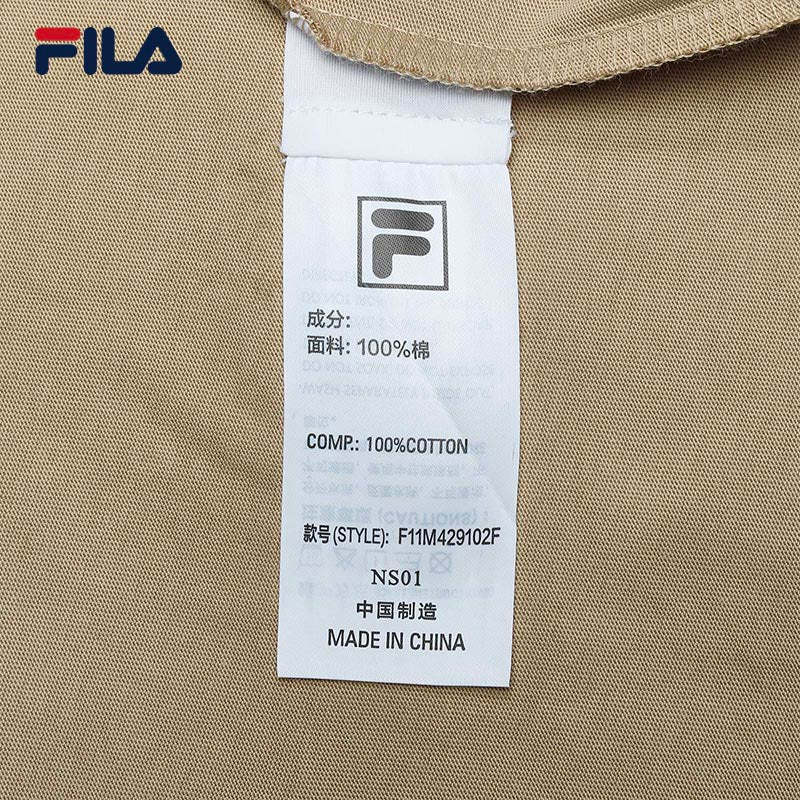 FILA
F
成分:
面料: 100%棉
COMP.: 100%COTTON
款号(STYLE): F11M429102F
NS01
中国制造
MADE IN CHINA